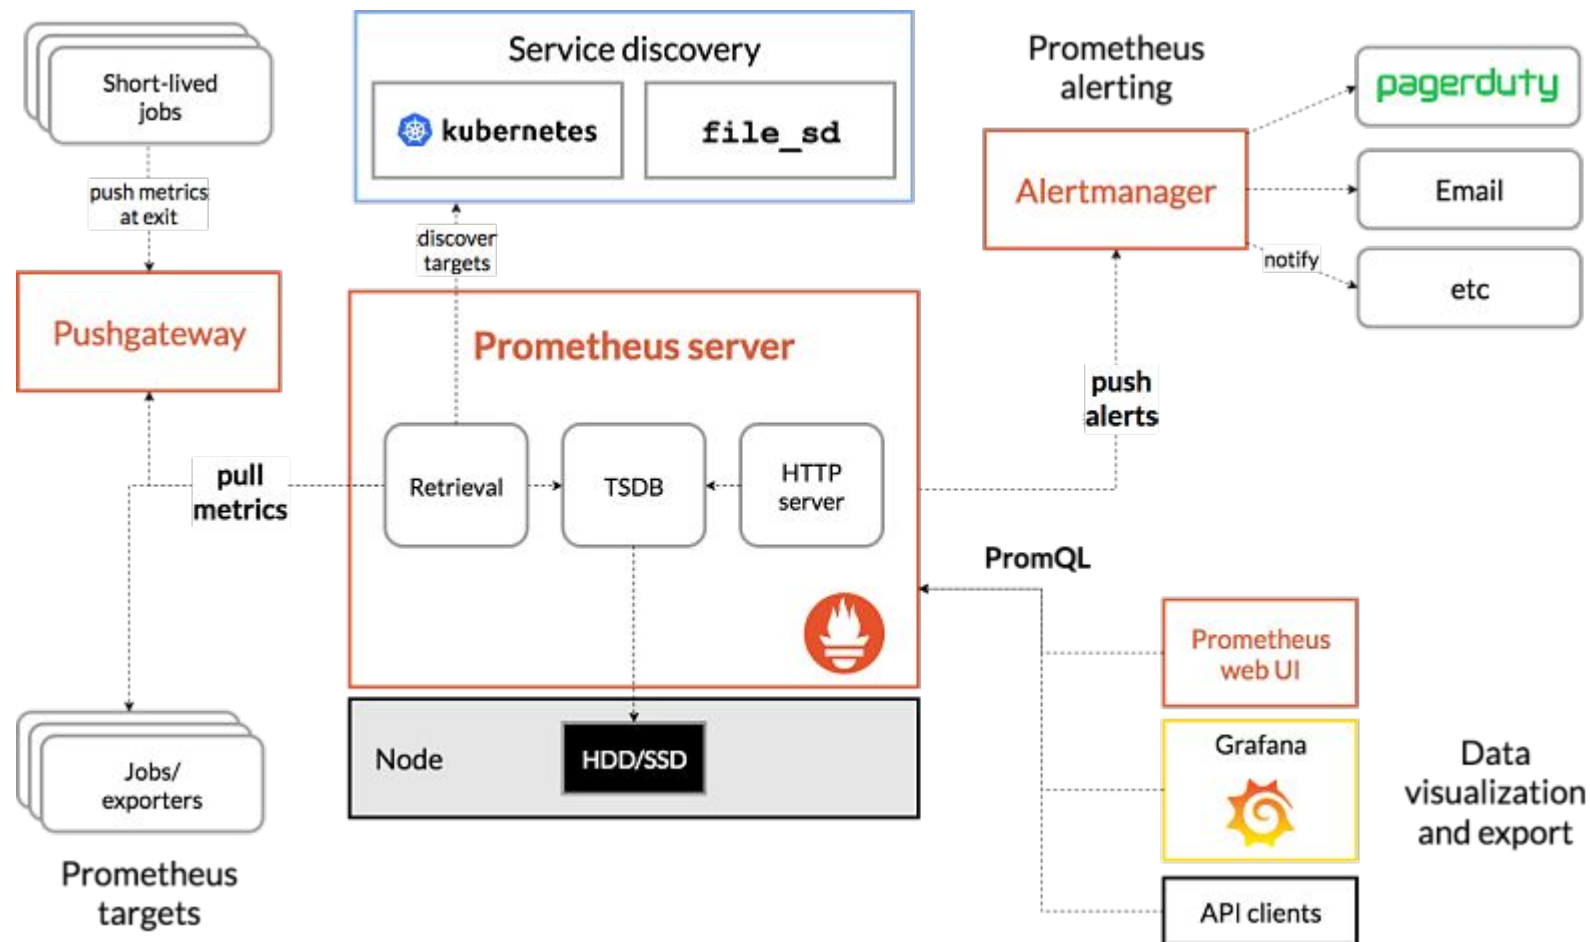 Short-lived
jobs
push metrics
at exit
Pushgateway
pull
metrics
Jobs/
exporters
Prometheus
targets
Service discovery
kubernetes
file_sd
discover
targets
Prometheus server
Retrieval
TSDB
HTTP
server
Node
HDD/SSD
Prometheus
alerting
Alertmanager
pagerduty
Email
notify
etc
push
alerts
PromQL
Prometheus
web UI
Grafana
API clients
Data
visualization
and export